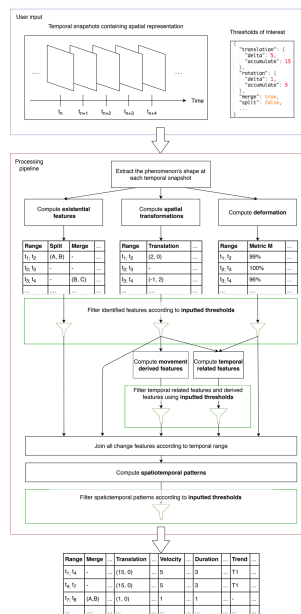 User input
Temporal snapshots containing spatial representation
Thresholds of Interest
{
"translation": {
"delta": 5,
"accumulate": 15
},
"rotation": {
"delta": 1,
"accumulate": 5
},
"merge": true,
"split": false,
...
}
...
...
Time
tn tn+1 tn+2 tn+3 tn+4
Processing
pipeline
Extract the phenomenon's shape at
each temporal snapshot
Compute existential
features
Compute spatial
transformations
Compute deformation
Range Split Merge ...
t1, t2 (A, B) - ...
t2, t3 - - ...
t3, t4 - (B, C) ...
.... ... ... ...
Range Translation ...
t1, t2 (2, 0) ...
t2, t3 - ...
t3, t4 (-1, 2) ...
.... ... ...
Range Metric M ...
t1, t2 99% ...
t2, t3 100% ...
t3, t4 96% ...
.... ... ...
Filter identified features according to inputted thresholds
Compute movement
derived features
Compute temporal
related features
Filter temporal related features and derived
features using inputted thresholds
Join all change features according to temporal range
Compute spatiotemporal patterns
Filter spatiotemporal patterns according to inputted thresholds
Range Merge ... Translation ... Velocity ... Duration ... Trend ...
t1, t4 - ... (15, 0) ... 5 ... 3 ... T1 ...
t4, t7 - ... (15, 0) ... 5 ... 3 ... T1 ...
t7, t8 (A,B) ... (1, 0) ... 1 ... 1 ... - ...
... ... ... ... ... ... ... ... ... ... ...